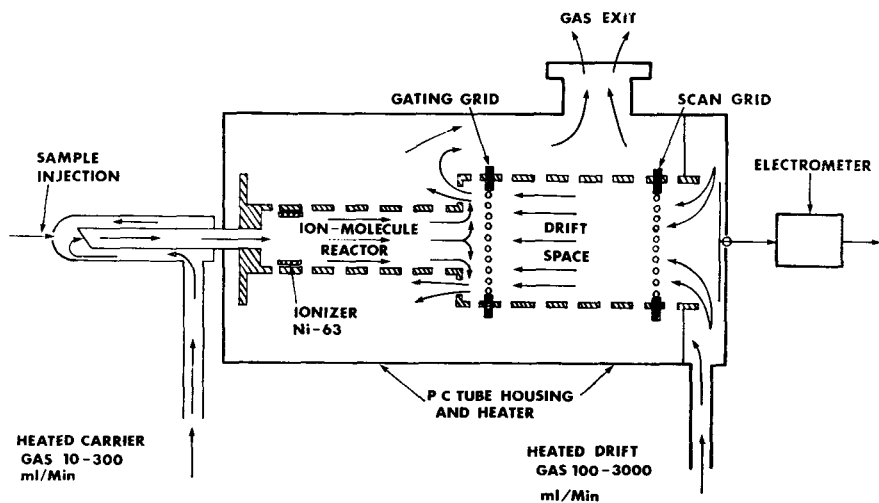 GAS EXIT
GATING GRID
SCAN GRID
SAMPLE
INJECTION
ELECTROMETER
ION-MOLECULE
REACTOR
DRIFT
SPACE
IONIZER
Ni-63
P C TUBE HOUSING
AND HEATER
HEATED CARRIER
GAS 10-300
ml/Min
HEATED DRIFT
GAS 100-3000
ml/Min